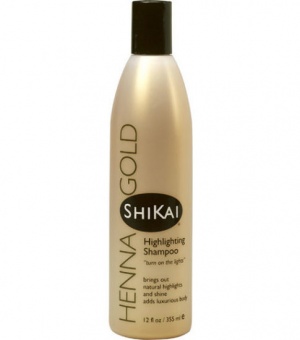 HENNA GOLD
SHIKAI
Highlighting
Shampoo
"turn on the lights"
brings out
natural highlights
and shine
adds luxurious body
12 fl oz / 355 ml ℮